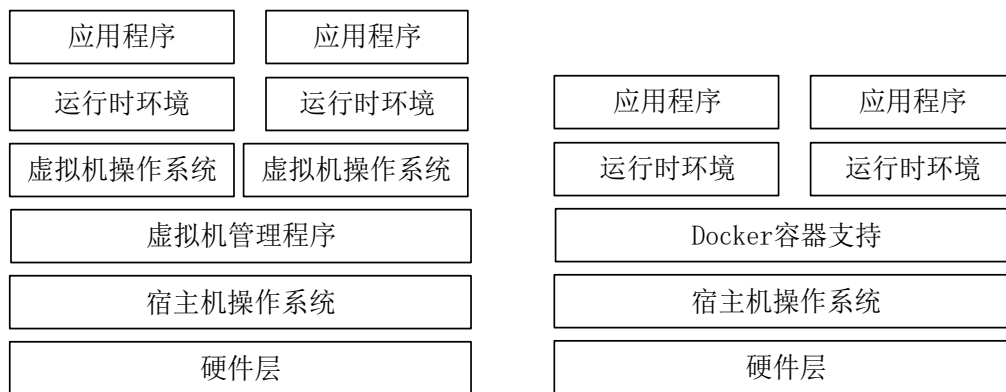 应用程序
应用程序
运行时环境
运行时环境
虚拟机操作系统
虚拟机操作系统
虚拟机管理程序
宿主机操作系统
硬件层
应用程序
应用程序
运行时环境
运行时环境
Docker容器支持
宿主机操作系统
硬件层